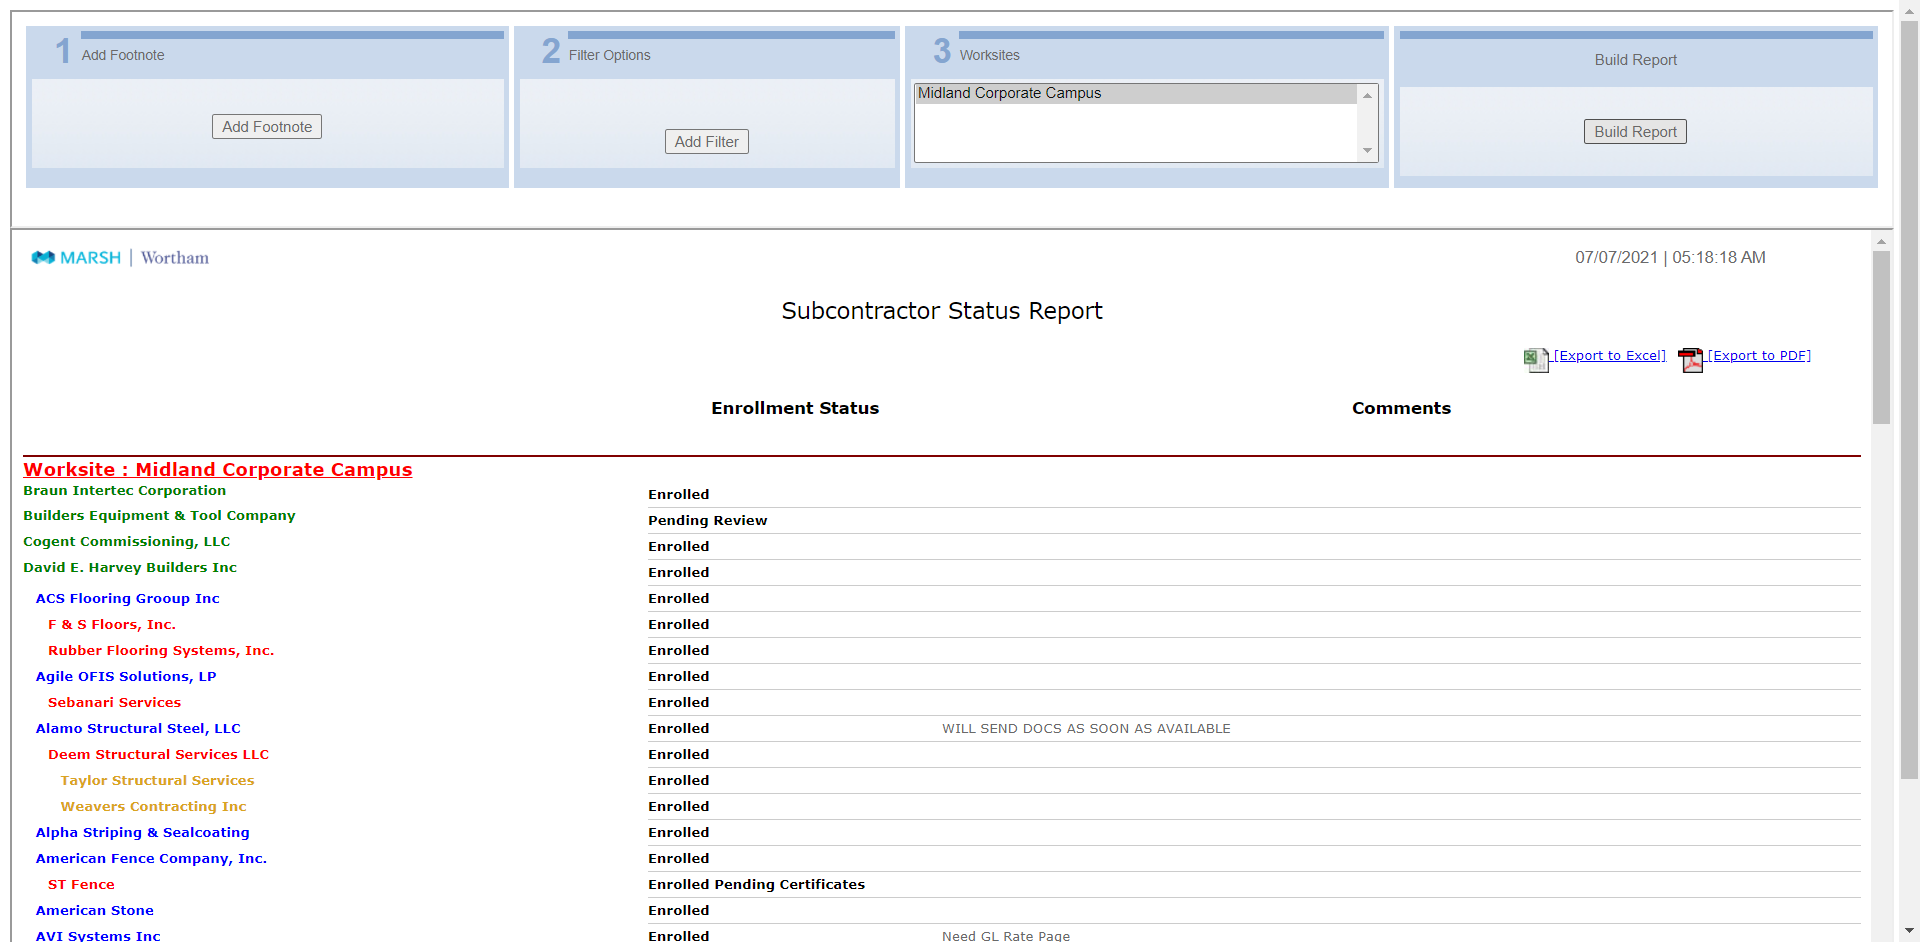 1 Add Footnote
Add Footnote
2 Filter Options
Add Filter
3 Worksites
Midland Corporate Campus
Build Report
Build Report
MARSH | Wortham
07/07/2021 | 05:18:18 AM
Subcontractor Status Report
[Export to Excel] [Export to PDF]
Enrollment Status Comments
Worksite : Midland Corporate Campus
Braun Intertec Corporation Enrolled
Builders Equipment & Tool Company Pending Review
Cogent Commissioning, LLC Enrolled
David E. Harvey Builders Inc Enrolled
ACS Flooring Grooup Inc Enrolled
F & S Floors, Inc. Enrolled
Rubber Flooring Systems, Inc. Enrolled
Agile OFIS Solutions, LP Enrolled
Sebanari Services Enrolled
Alamo Structural Steel, LLC Enrolled WILL SEND DOCS AS SOON AS AVAILABLE
Deem Structural Services LLC Enrolled
Taylor Structural Services Enrolled
Weavers Contracting Inc Enrolled
Alpha Striping & Sealcoating Enrolled
American Fence Company, Inc. Enrolled
ST Fence Enrolled Pending Certificates
American Stone Enrolled
AVI Systems Inc Enrolled Need GL Rate Page